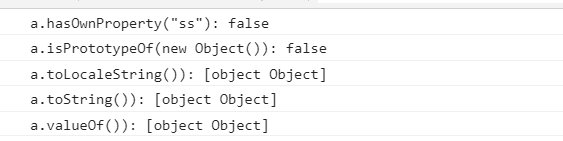 a.hasOwnProperty("ss"): false
a.isPrototypeOf(new Object()): false
a.toLocaleString()): [object Object]
a.toString()): [object Object]
a.valueOf()): [object Object]